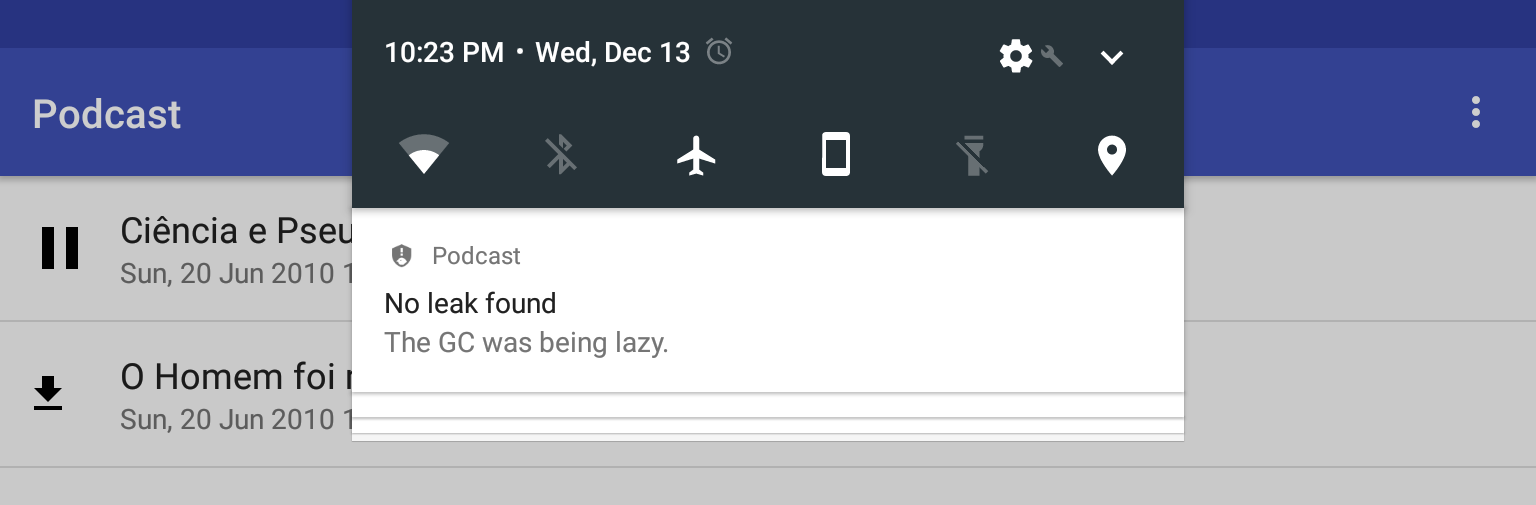 10:23 PM • Wed, Dec 13
Podcast
Ciência e Pseu
Sun, 20 Jun 2010 1
Podcast
No leak found
The GC was being lazy.
O Homem foi
Sun, 20 Jun 2010 1